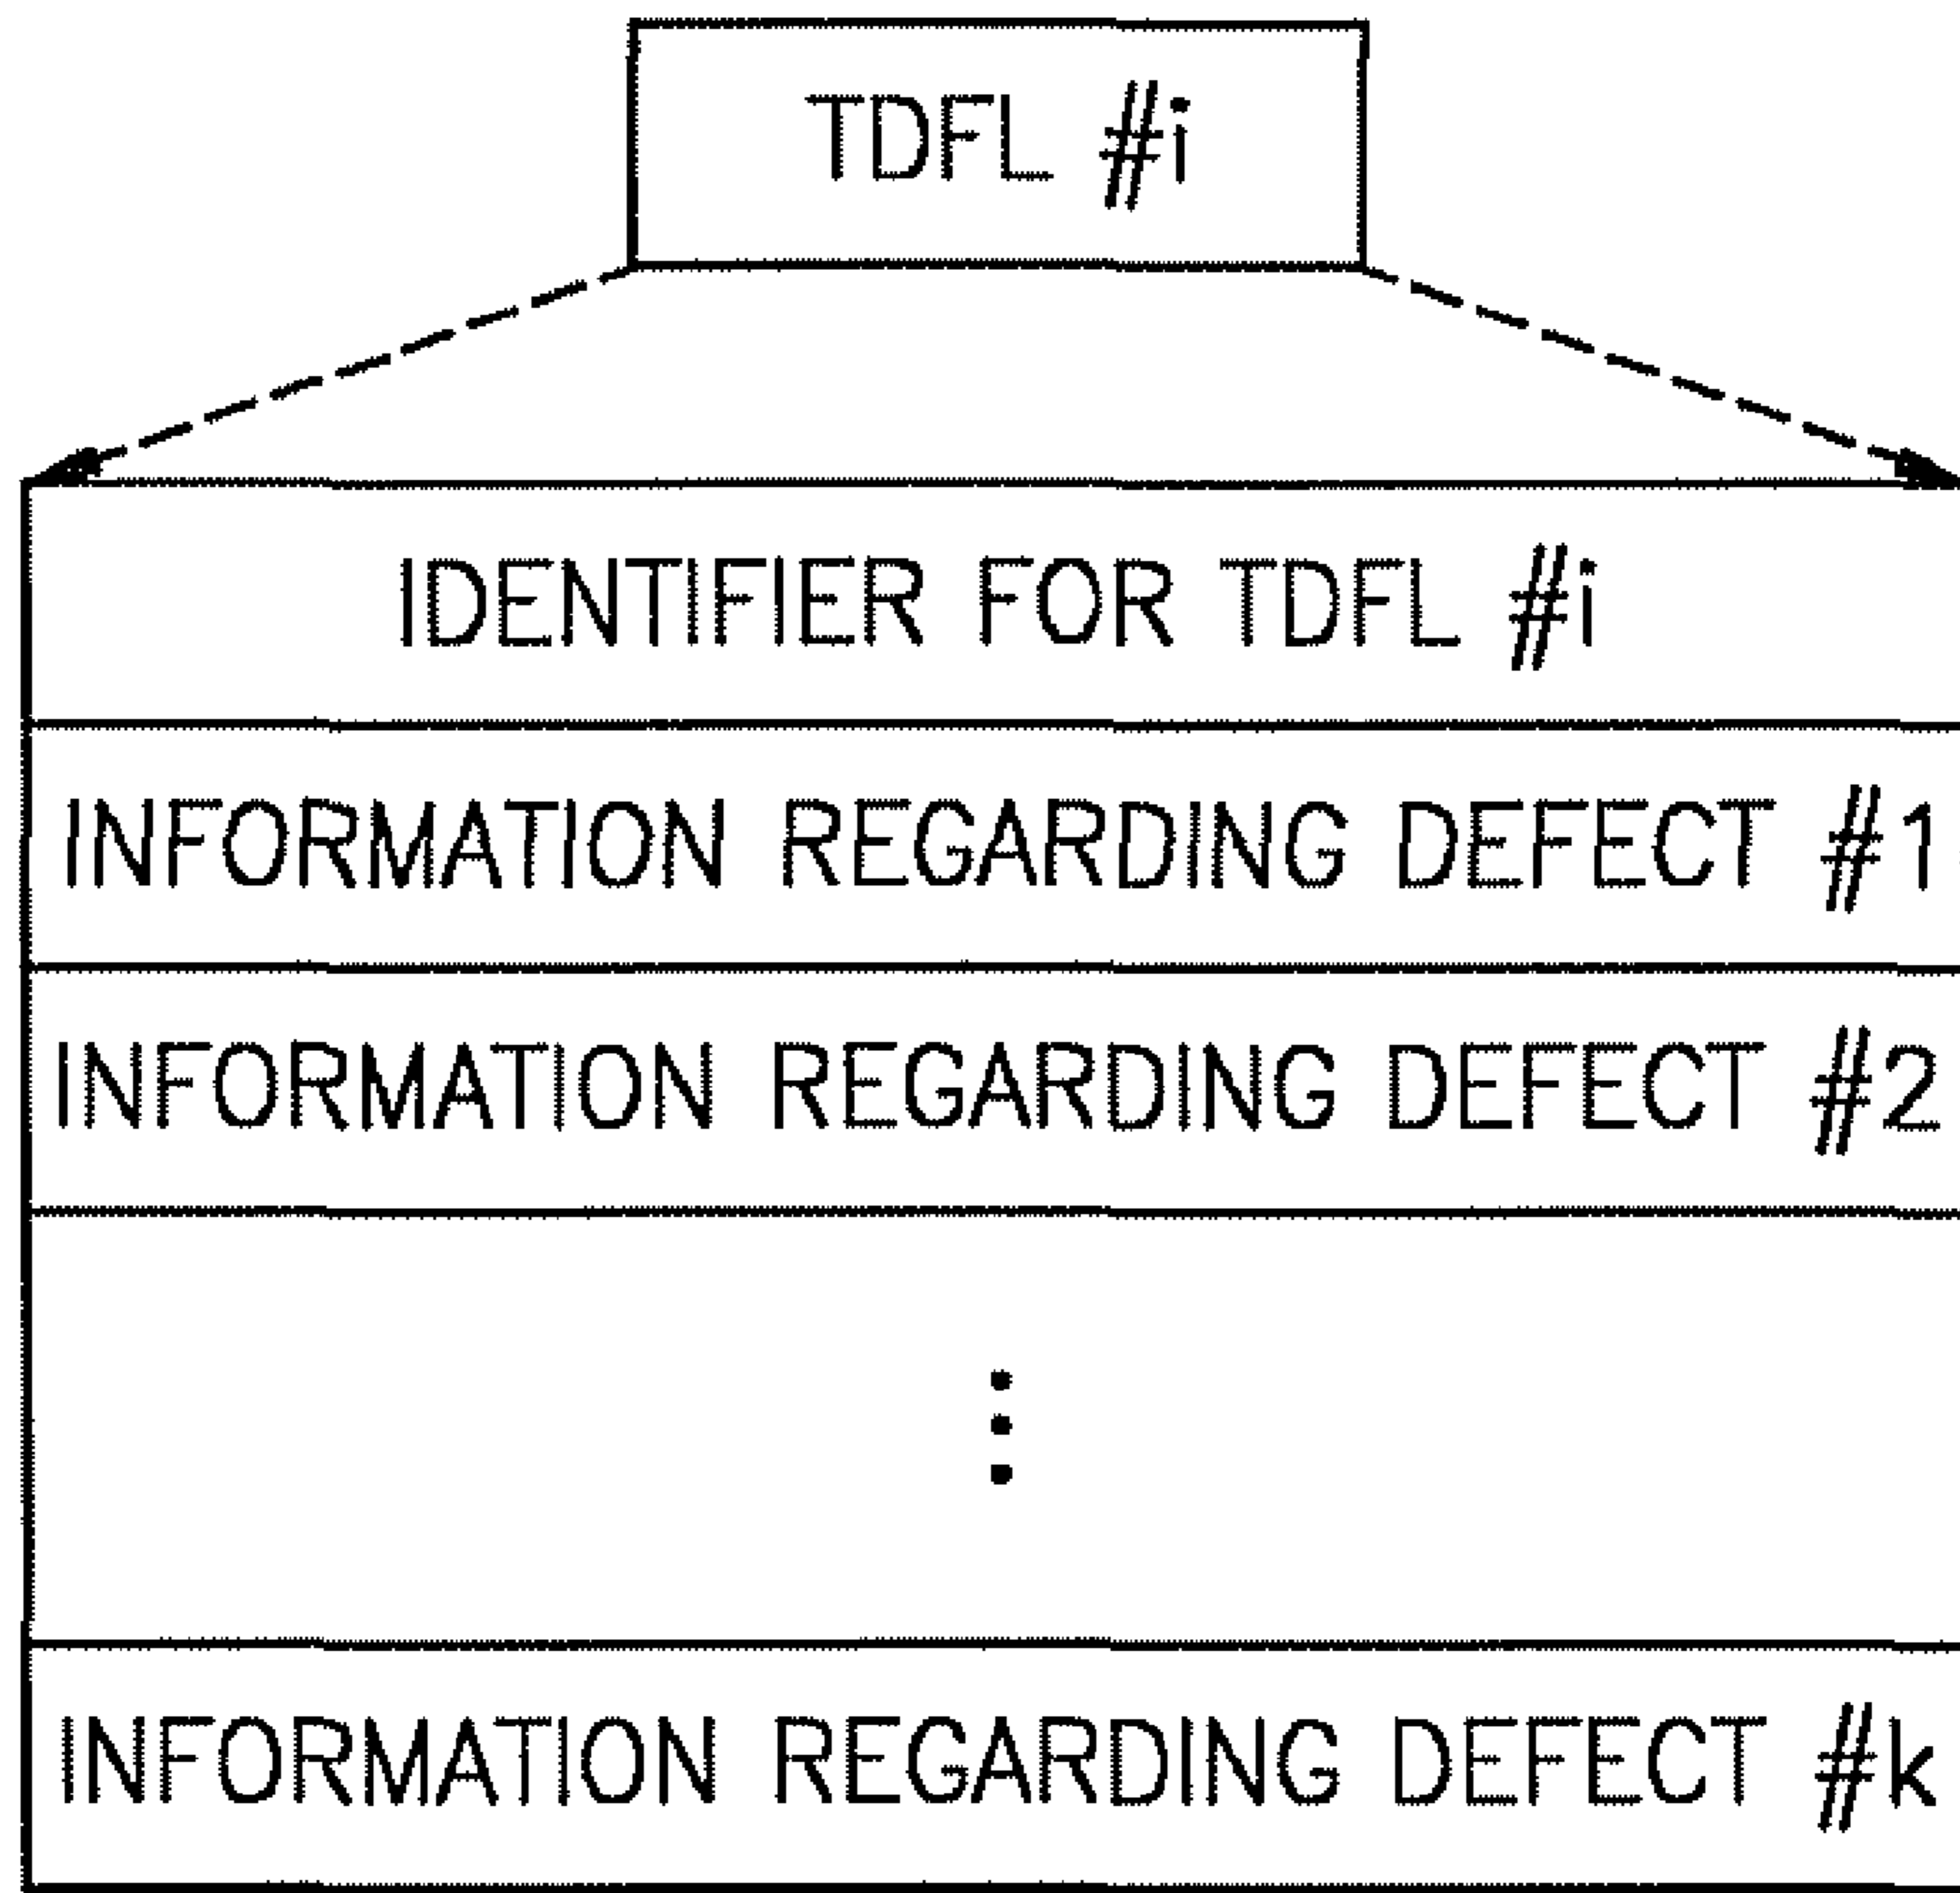 TDFL #i
IDENTIFIER FOR TDFL #i
INFORMATION REGARDING DEFECT #1
INFORMATION REGARDING DEFECT #2
INFORMATION REGARDING DEFECT #k